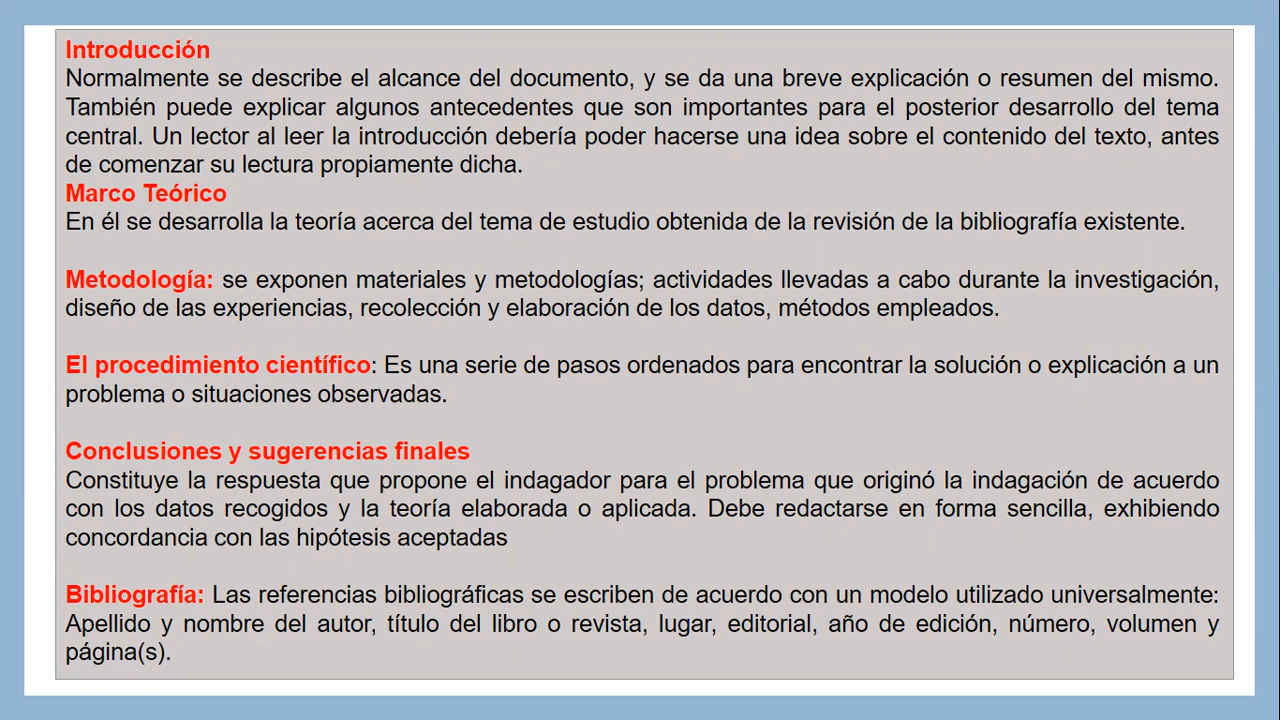 Introducción
Normalmente se describe el alcance del documento, y se da una breve explicación o resumen del mismo.
También puede explicar algunos antecedentes que son importantes para el posterior desarrollo del tema
central. Un lector al leer la introducción debería poder hacerse una idea sobre el contenido del texto, antes
de comenzar su lectura propiamente dicha.
Marco Teórico
En él se desarrolla la teoría acerca del tema de estudio obtenida de la revisión de la bibliografía existente.
Metodología: se exponen materiales y metodologías; actividades llevadas a cabo durante la investigación,
diseño de las experiencias, recolección y elaboración de los datos, métodos empleados.
El procedimiento científico: Es una serie de pasos ordenados para encontrar la solución o explicación a un
problema o situaciones observadas.
Conclusiones y sugerencias finales
Constituye la respuesta que propone el indagador para el problema que originó la indagación de acuerdo
con los datos recogidos y la teoría elaborada o aplicada. Debe redactarse en forma sencilla, exhibiendo
concordancia con las hipótesis aceptadas
Bibliografía: Las referencias bibliográficas se escriben de acuerdo con un modelo utilizado universalmente:
Apellido y nombre del autor, título del libro o revista, lugar, editorial, año de edición, número, volumen y
página(s).